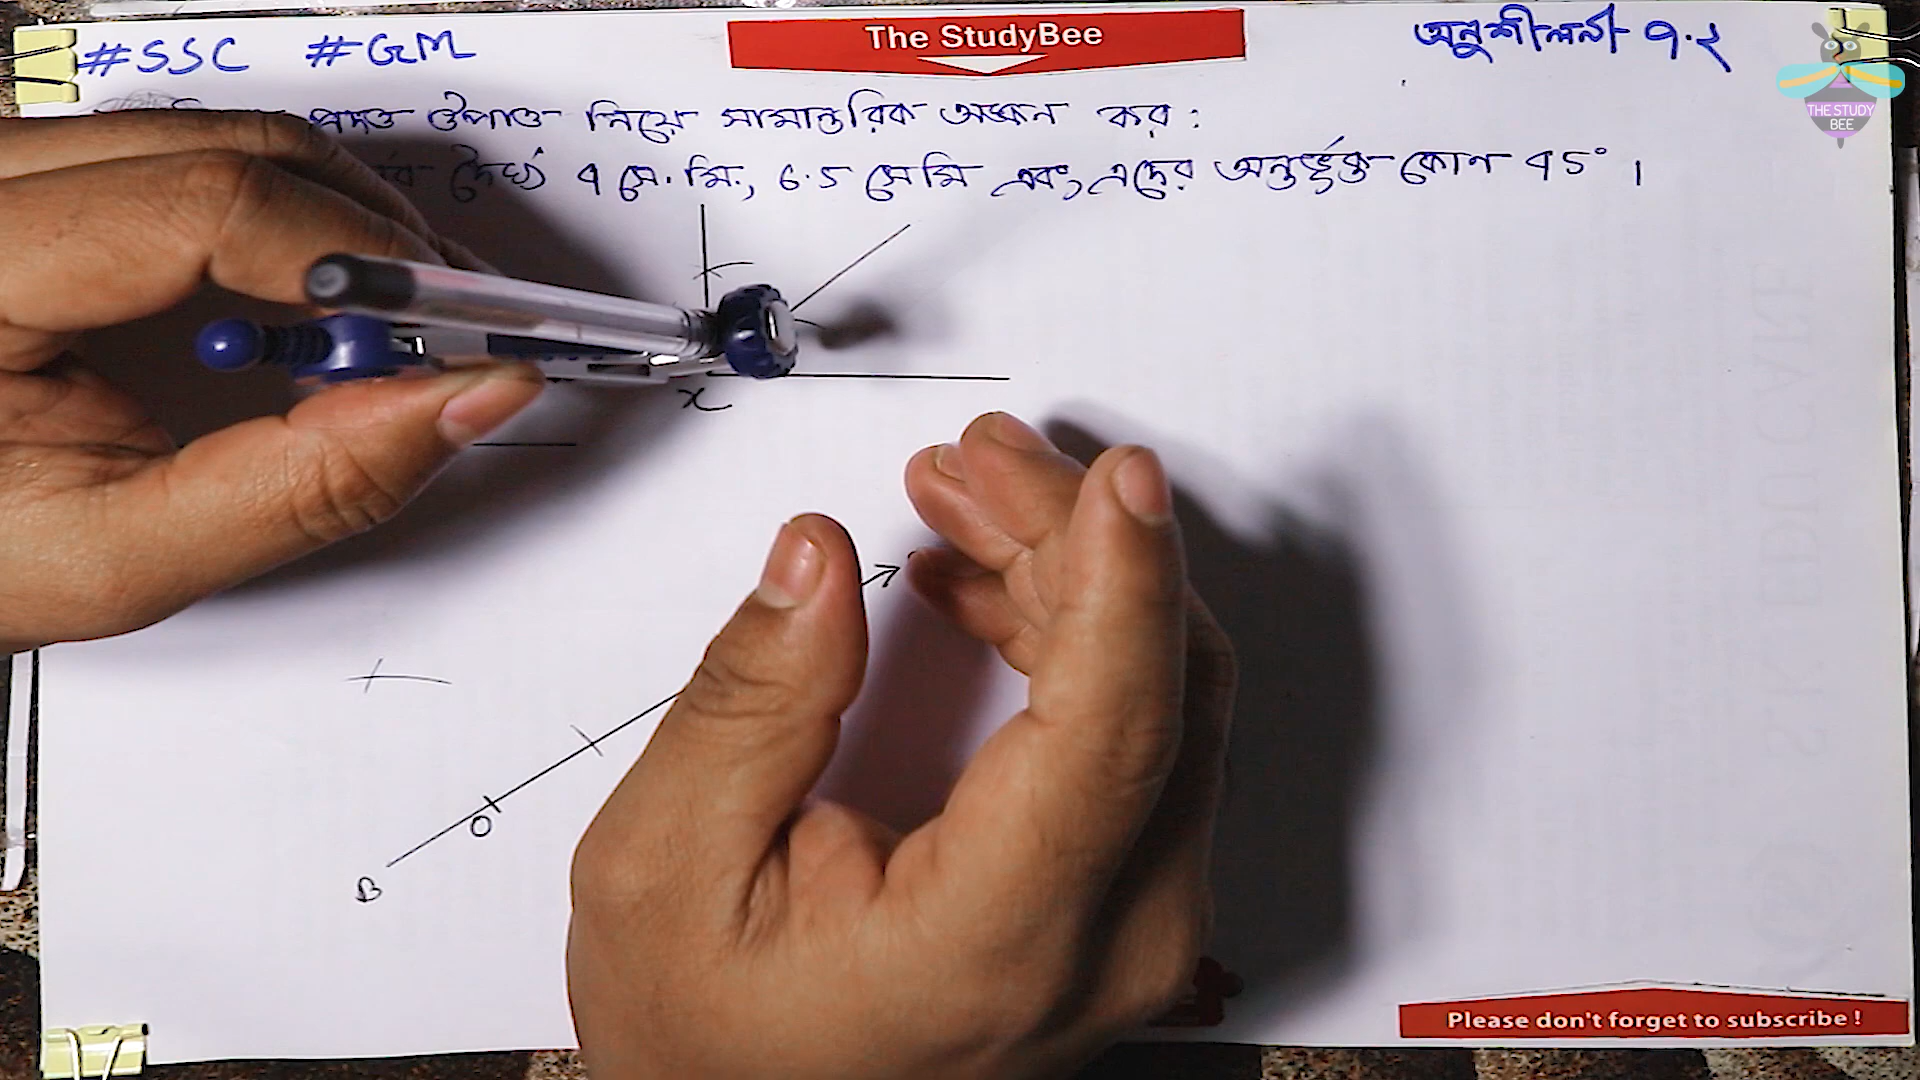 #SSC #GM
The StudyBee
অনুশীলনী ৭.২
THE STUDY
BEE
প্রদত্ত উপাত্ত নিয়ে সামান্তরিক অঙ্কন কর:
দৈর্ঘ্য ৭ সে.মি., ৬.৫ সেমি এবং এদের অন্তর্ভুক্ত কোণ ৭৫°।
x
O
B
Please don't forget to subscribe !